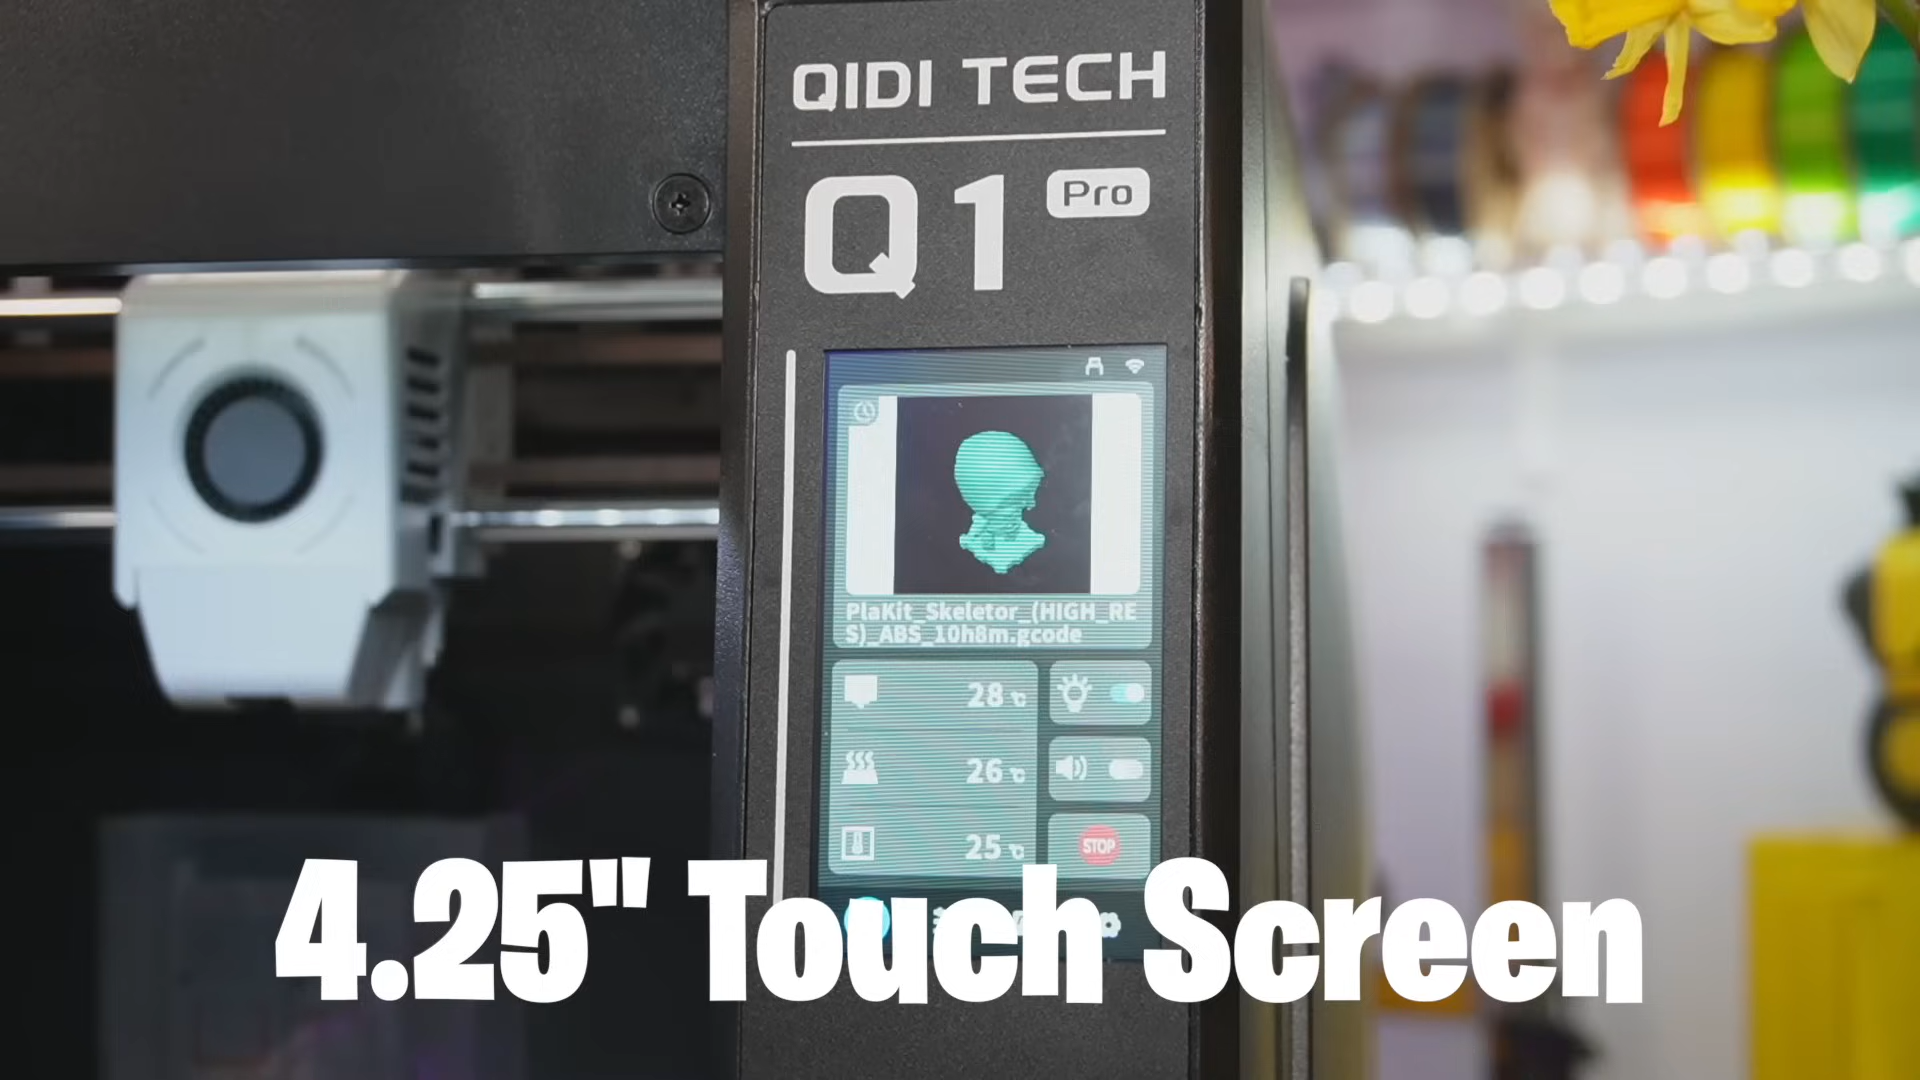 QIDI TECH
Q1 Pro
PlaKit_Skeletor_(HIGH_RE
S)_ABS_10h8m.gcode
28 ℃
26 ℃
25 ℃
STOP
4.25" Touch Screen